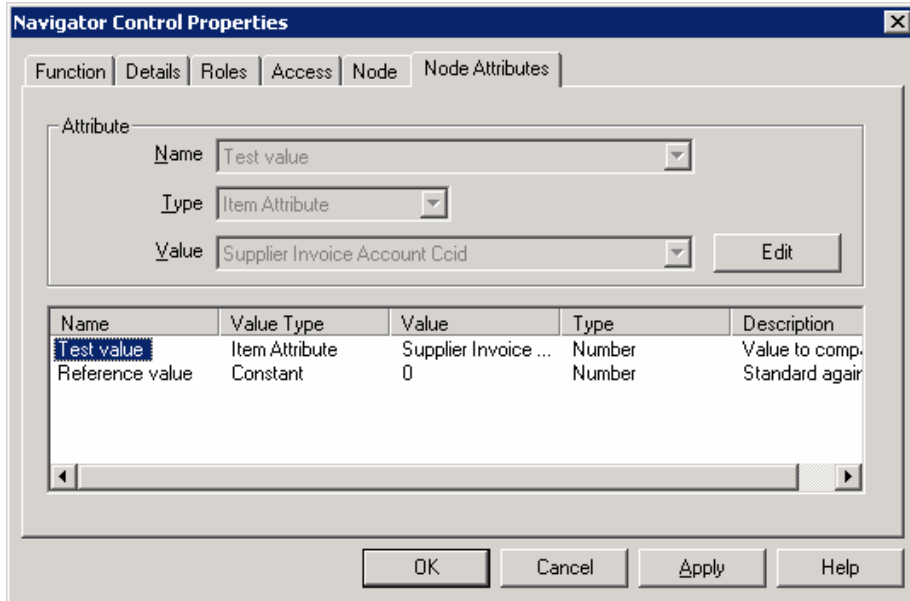 Navigator Control Properties
Function Details Roles Access Node Node Attributes
Attribute
Name Test value
Type Item Attribute
Value Supplier Invoice Account Ccid Edit
Name Value Type Value Type Description
Test value Item Attribute Supplier Invoice ... Number Value to comp
Reference value Constant 0 Number Standard again
OK Cancel Apply Help